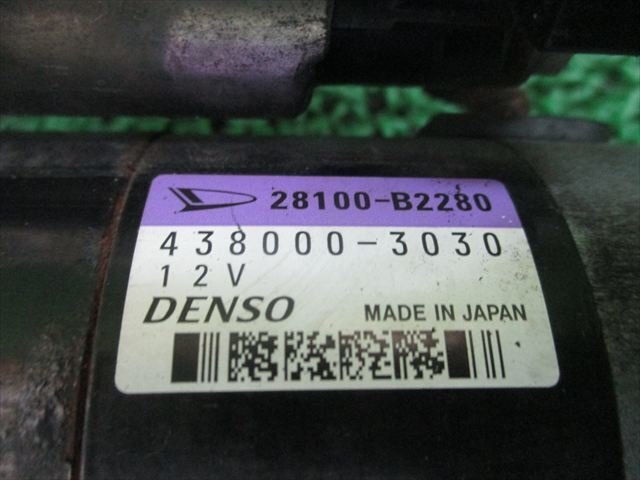 28100-B2280
438000-3030
12V
DENSO MADE IN JAPAN